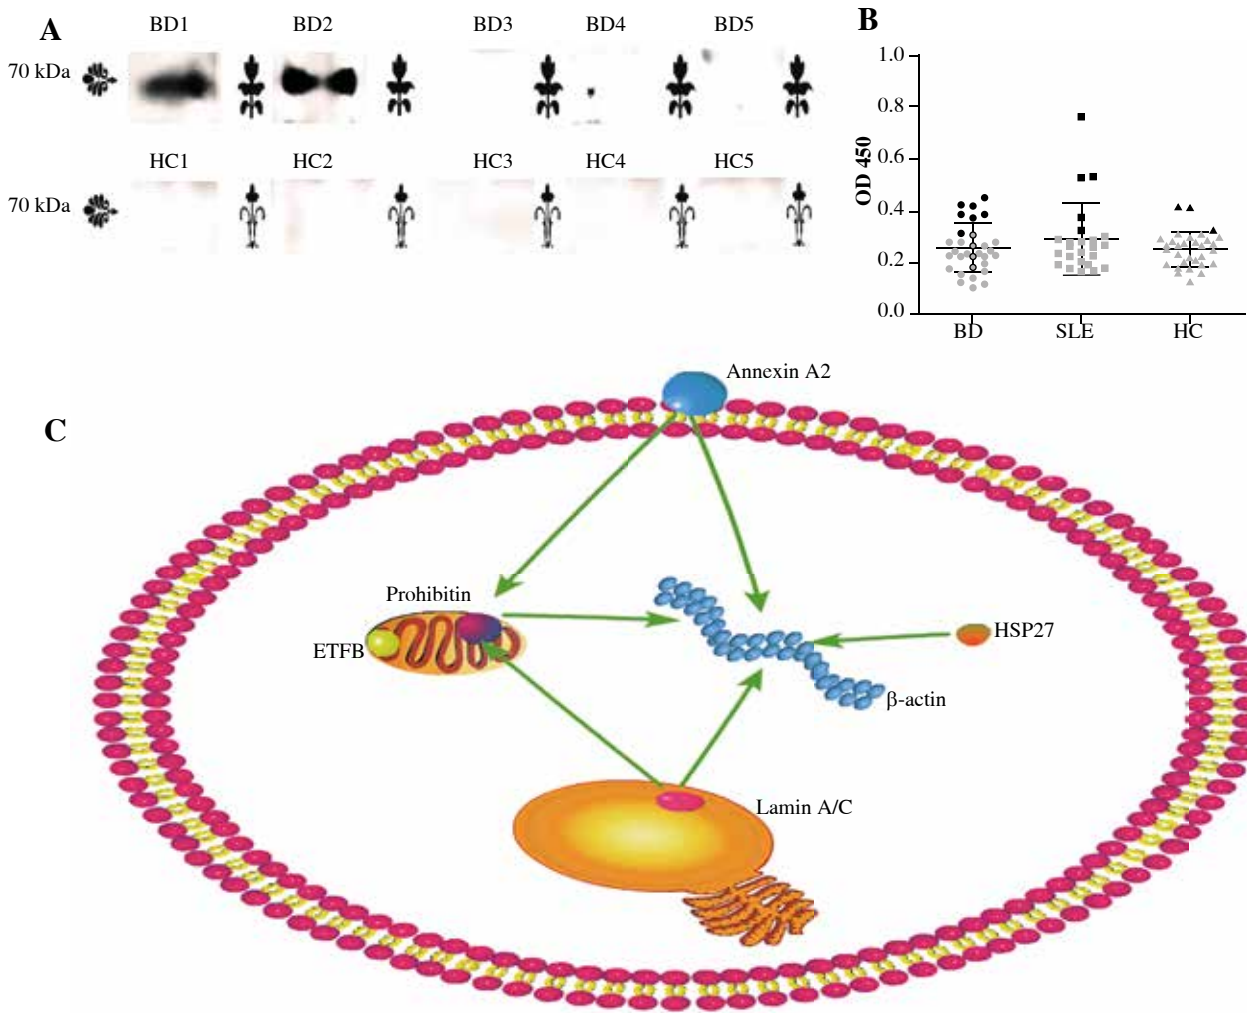 A
BD1 BD2 BD3 BD4 BD5
70 kDa
HC1 HC2 HC3 HC4 HC5
70 kDa
B
1.0
0.8
0.6
0.4
0.2
0.0
OD 450
BD SLE HC
C
Annexin A2
Prohibitin
ETFB
HSP27
β-actin
Lamin A/C